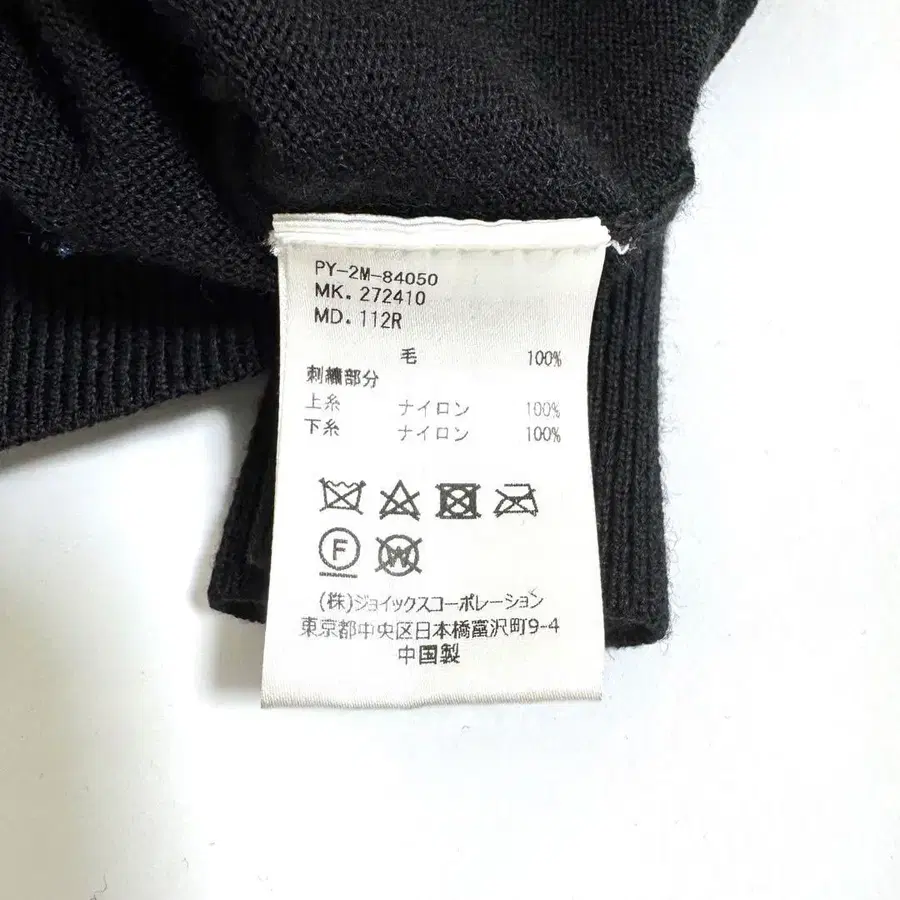 PY-2M-84050
MK. 272410
MD. 112R
毛 100%
刺繍部分
上糸 ナイロン 100%
下糸 ナイロン 100%
F
W
(株)ジョイックスコーポレーション
東京都中央区日本橋富沢町9-4
中国製